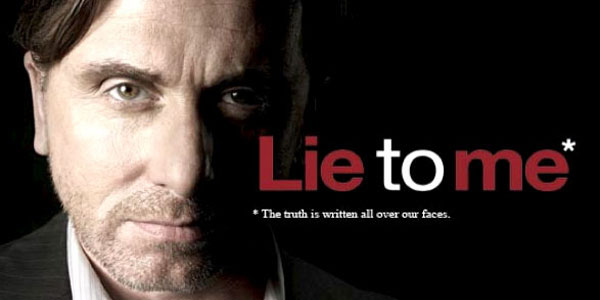 Lie to me*
* The truth is written all over our faces.